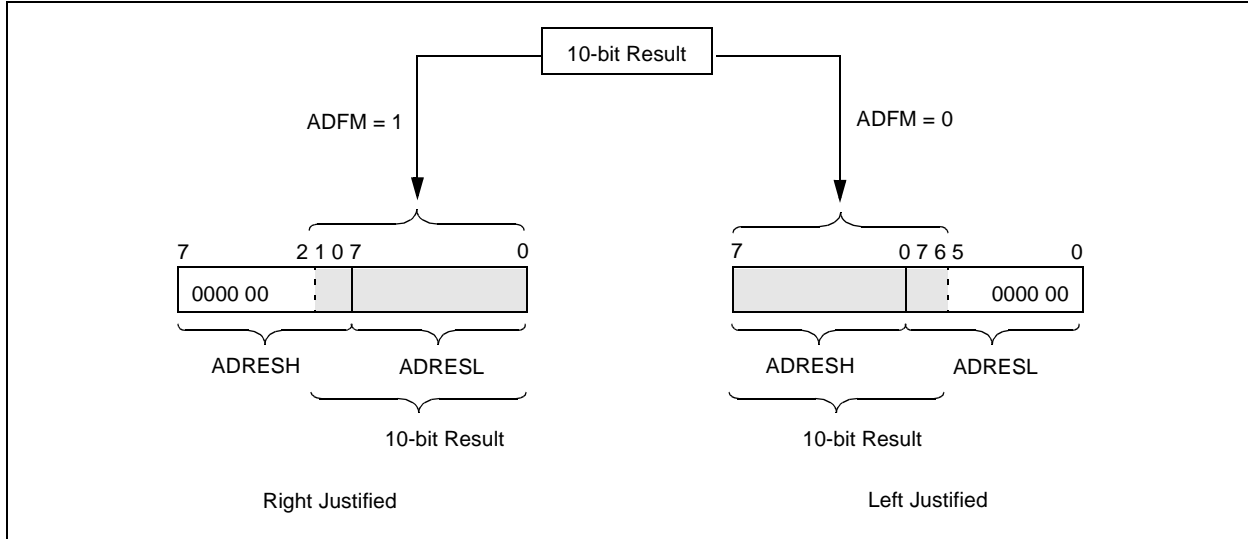 10-bit Result
ADFM = 1
ADFM = 0
7 2 1 0 7 0
7 0 7 6 5 0
0000 00
0000 00
ADRESH ADRESL
ADRESH ADRESL
10-bit Result
10-bit Result
Right Justified
Left Justified